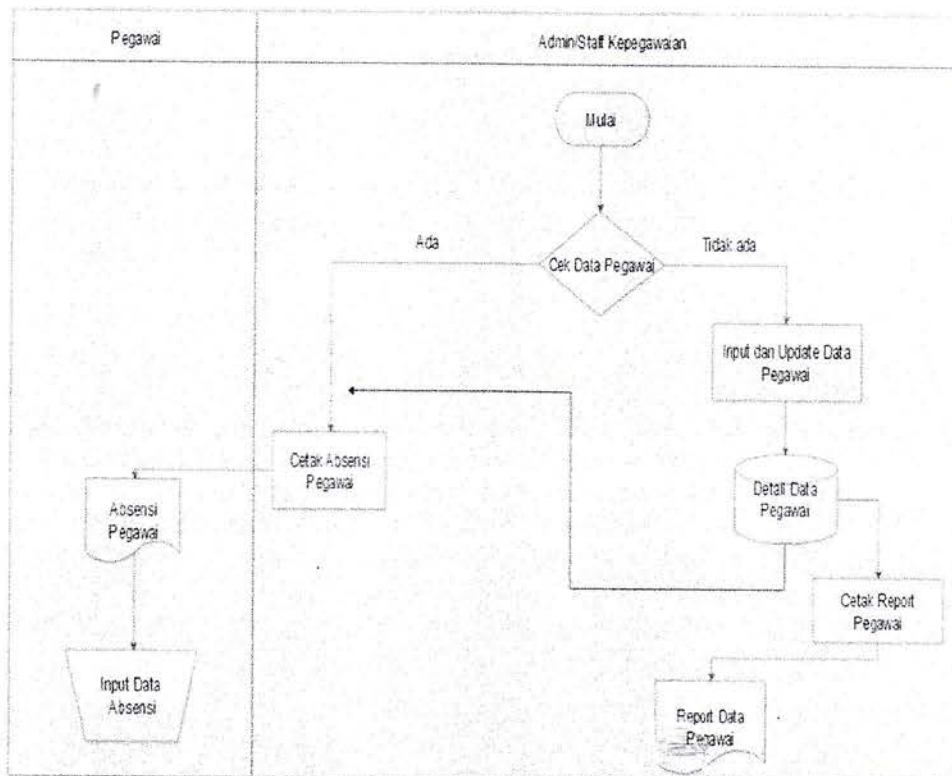 Pegawai
Admin/Staff Kepegawaian
Mulai
Ada
Tidak ada
Cek Data Pegawai
Input dan Update Data
Pegawai
Cetak Absensi
Pegawai
Detail Data
Pegawai
Absensi
Pegawai
Cetak Report
Pegawai
Input Data
Absensi
Report Data
Pegawai